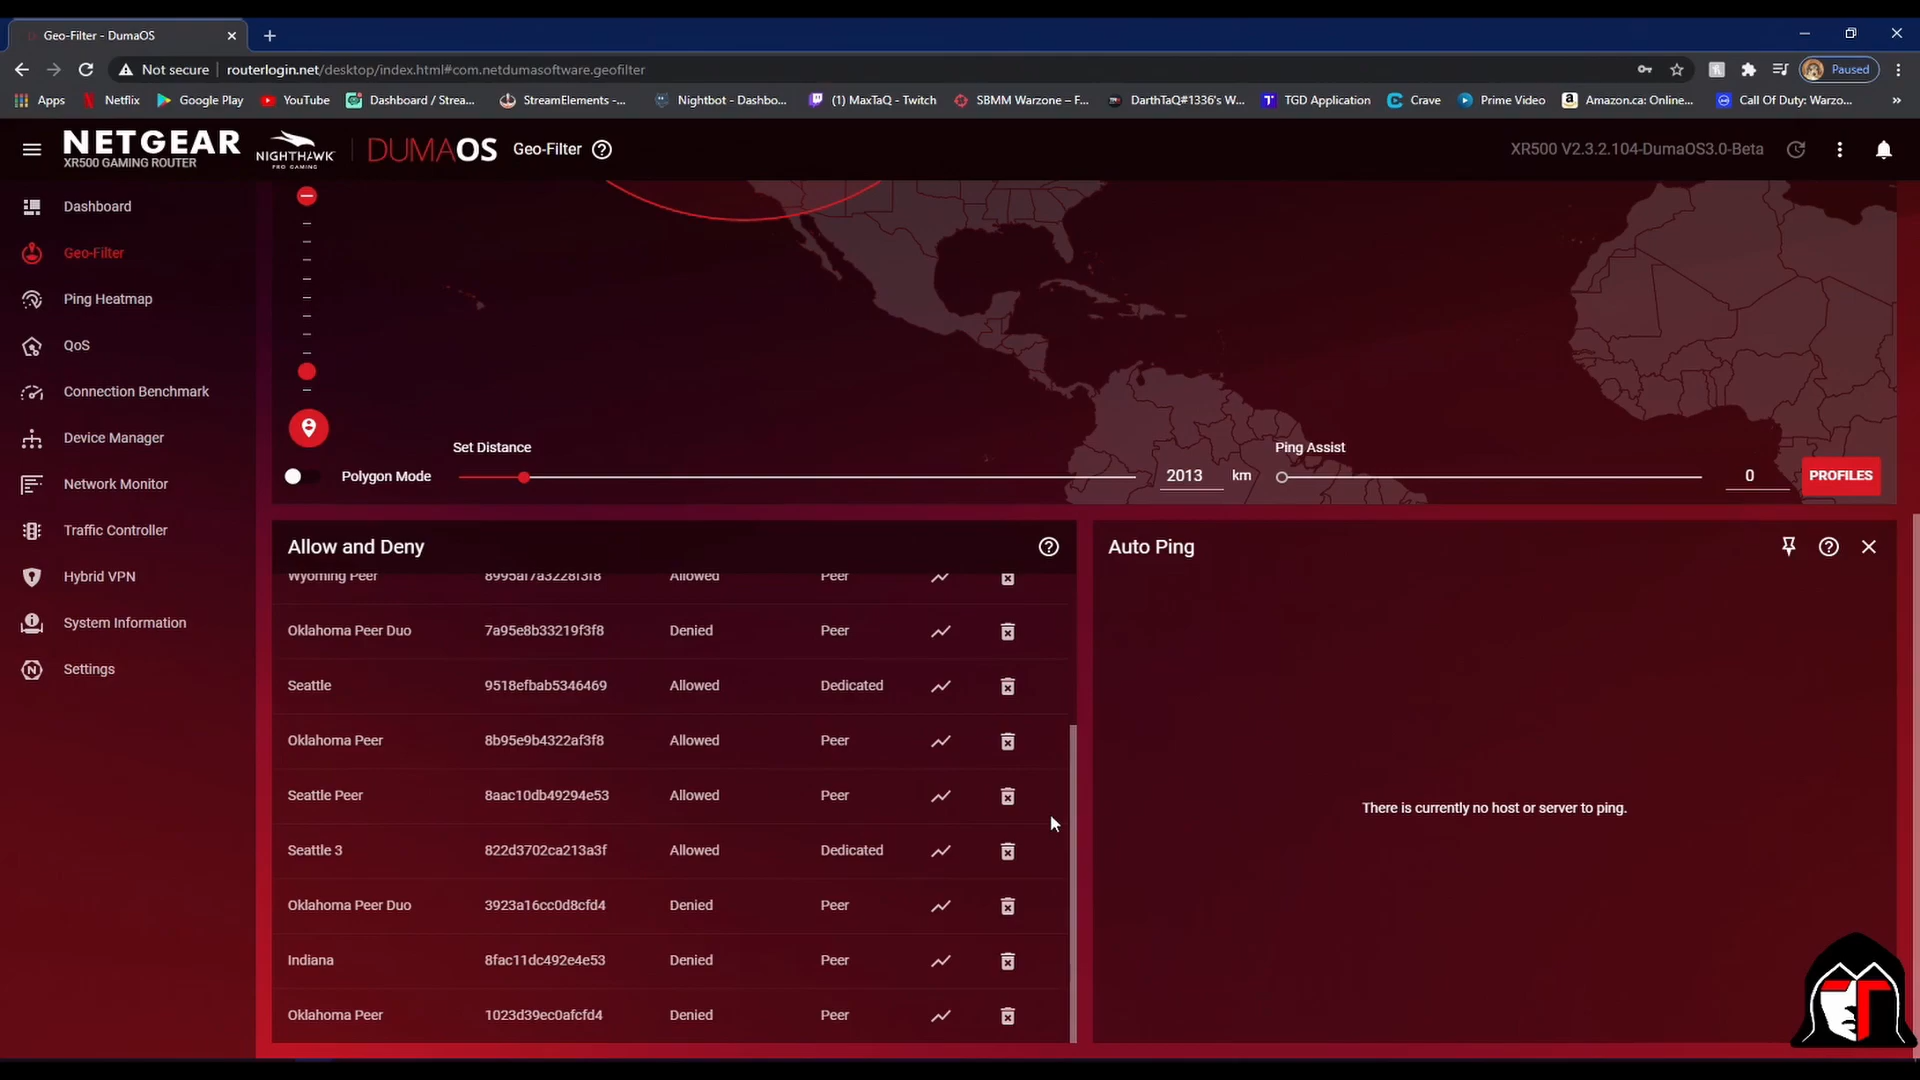 Geo-Filter - DumaOS
Not secure routerlogin.net/desktop/index.html#com.netdumasoftware.geofilter Paused
Apps Netflix Google Play YouTube Dashboard / Strea... StreamElements -... Nightbot - Dashbo... (1) MaxTaQ - Twitch SBMM Warzone – F... DarthTaQ#1336's W... TGD Application Crave Prime Video Amazon.ca: Online... Call Of Duty: Warzo... »
NETGEAR
XR500 GAMING ROUTER
NIGHTHAWK
PRO GAMING
DUMAOS Geo-Filter
XR500 V2.3.2.104-DumaOS3.0-Beta
Dashboard
Geo-Filter
Ping Heatmap
QoS
Connection Benchmark
Device Manager
Network Monitor
Traffic Controller
Hybrid VPN
System Information
Settings
Set Distance Ping Assist
Polygon Mode 2013 km 0 PROFILES
Allow and Deny
Wyoming Peer 8995af7a3228f3f8 Allowed Peer
Oklahoma Peer Duo 7a95e8b33219f3f8 Denied Peer
Seattle 9518efbab5346469 Allowed Dedicated
Oklahoma Peer 8b95e9b4322af3f8 Allowed Peer
Seattle Peer 8aac10db49294e53 Allowed Peer
Seattle 3 822d3702ca213a3f Allowed Dedicated
Oklahoma Peer Duo 3923a16cc0d8cfd4 Denied Peer
Indiana 8fac11dc492e4e53 Denied Peer
Oklahoma Peer 1023d39ec0afcfd4 Denied Peer
Auto Ping
There is currently no host or server to ping.